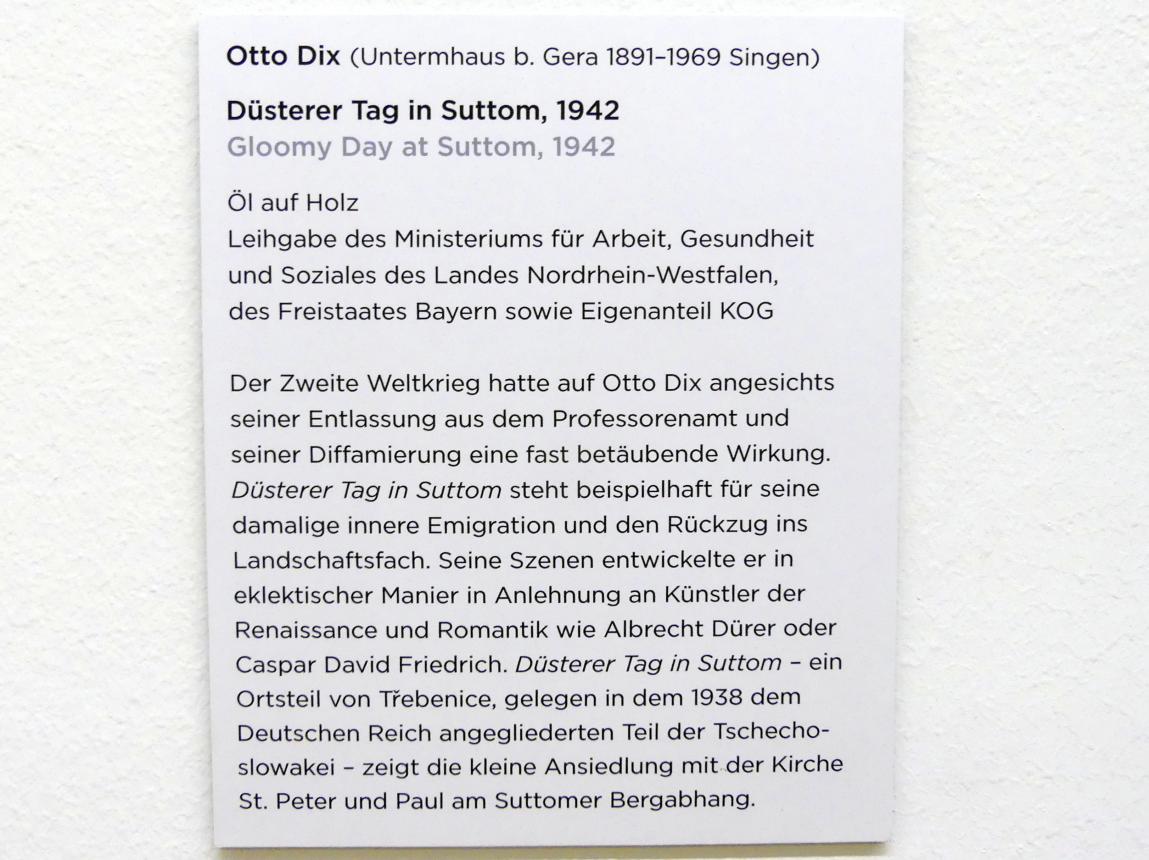 Otto Dix (Untermhaus b. Gera 1891–1969 Singen)
Düsterer Tag in Suttom, 1942
Gloomy Day at Suttom, 1942
Öl auf Holz
Leihgabe des Ministeriums für Arbeit, Gesundheit
und Soziales des Landes Nordrhein-Westfalen,
des Freistaates Bayern sowie Eigenanteil KOG
Der Zweite Weltkrieg hatte auf Otto Dix angesichts
seiner Entlassung aus dem Professorenamt und
seiner Diffamierung eine fast betäubende Wirkung.
Düsterer Tag in Suttom steht beispielhaft für seine
damalige innere Emigration und den Rückzug ins
Landschaftsfach. Seine Szenen entwickelte er in
eklektischer Manier in Anlehnung an Künstler der
Renaissance und Romantik wie Albrecht Dürer oder
Caspar David Friedrich. Düsterer Tag in Suttom – ein
Ortsteil von Třebenice, gelegen in dem 1938 dem
Deutschen Reich angegliederten Teil der Tschecho-
slowakei – zeigt die kleine Ansiedlung mit der Kirche
St. Peter und Paul am Suttomer Bergabhang.